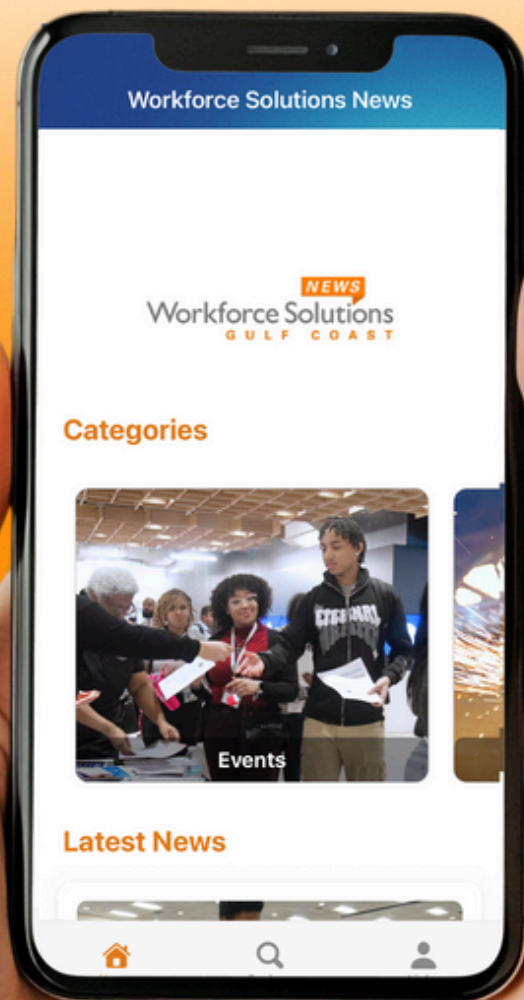 Workforce Solutions News
NEWS
Workforce Solutions
GULF COAST
Categories
Events
Latest News